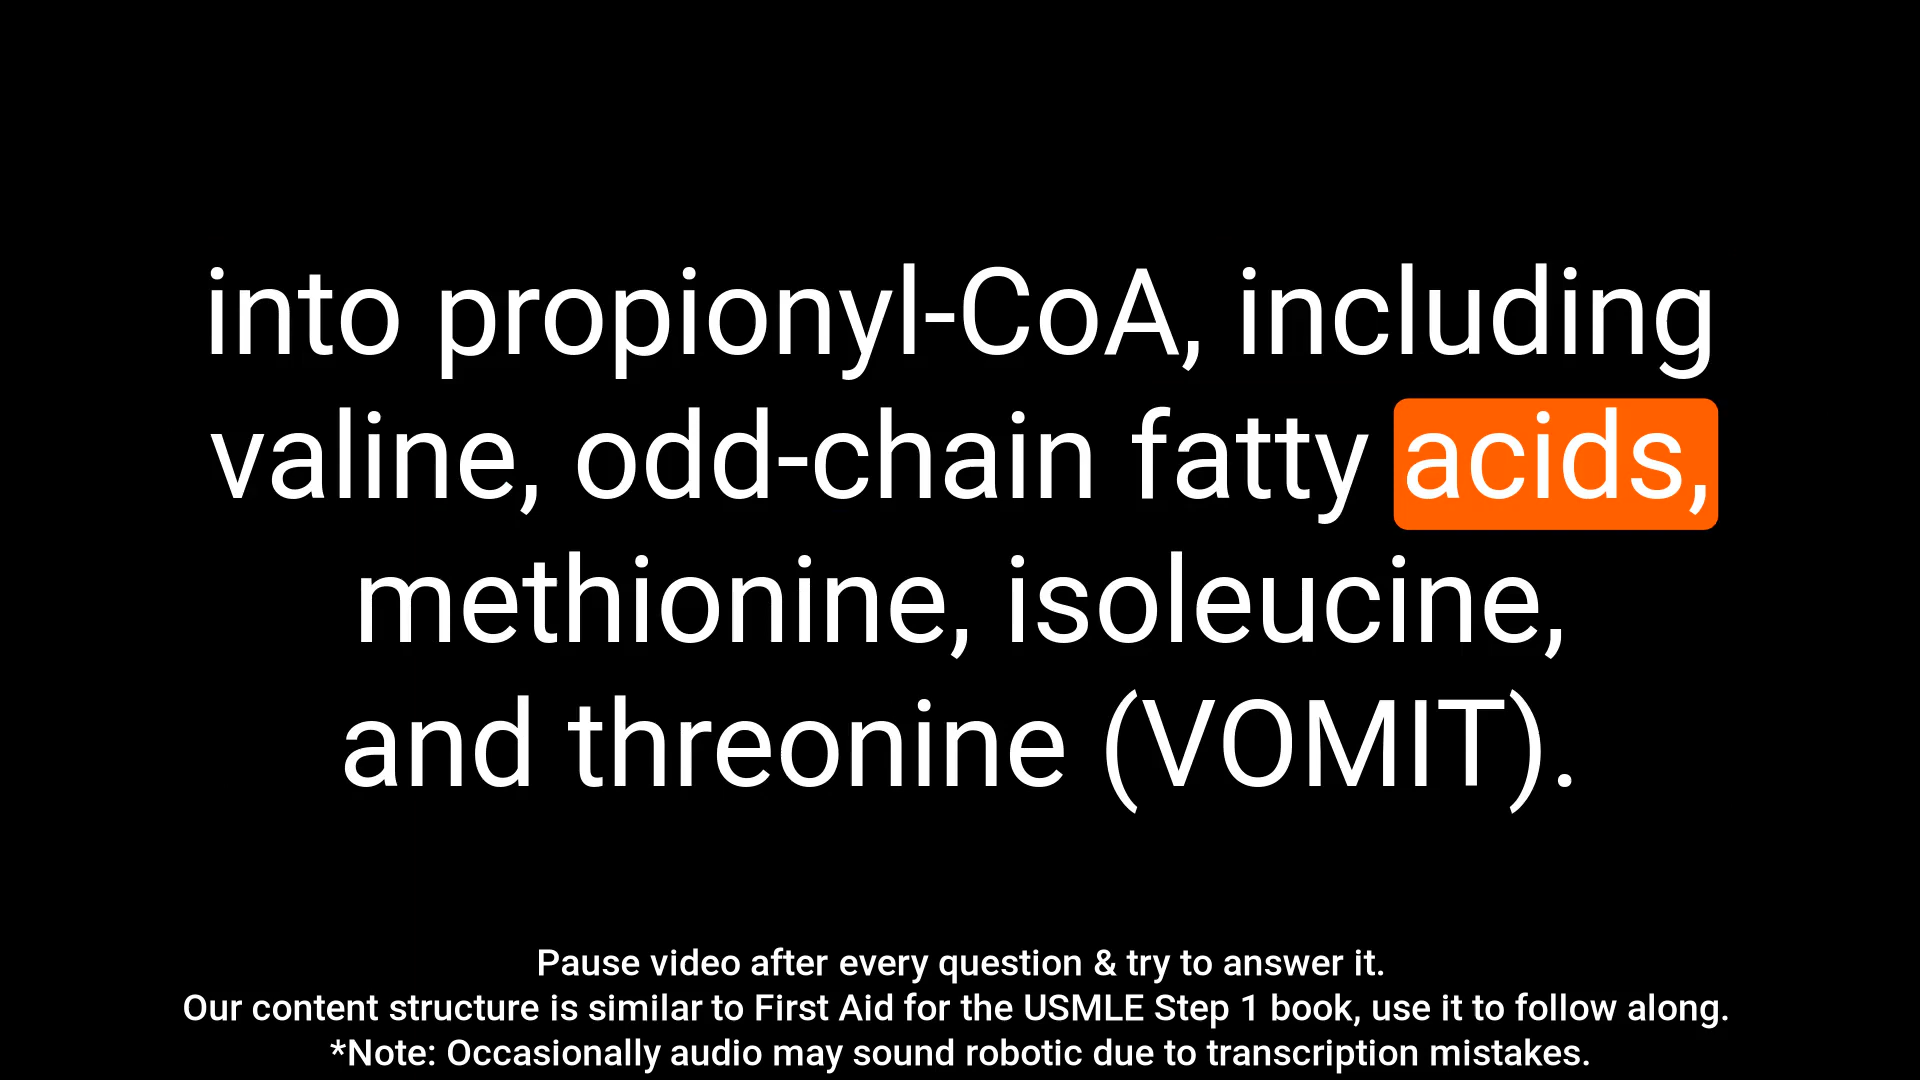 into propionyl-CoA, including
valine, odd-chain fatty acids,
methionine, isoleucine,
and threonine (VOMIT).
Pause video after every question & try to answer it.
Our content structure is similar to First Aid for the USMLE Step 1 book, use it to follow along.
*Note: Occasionally audio may sound robotic due to transcription mistakes.